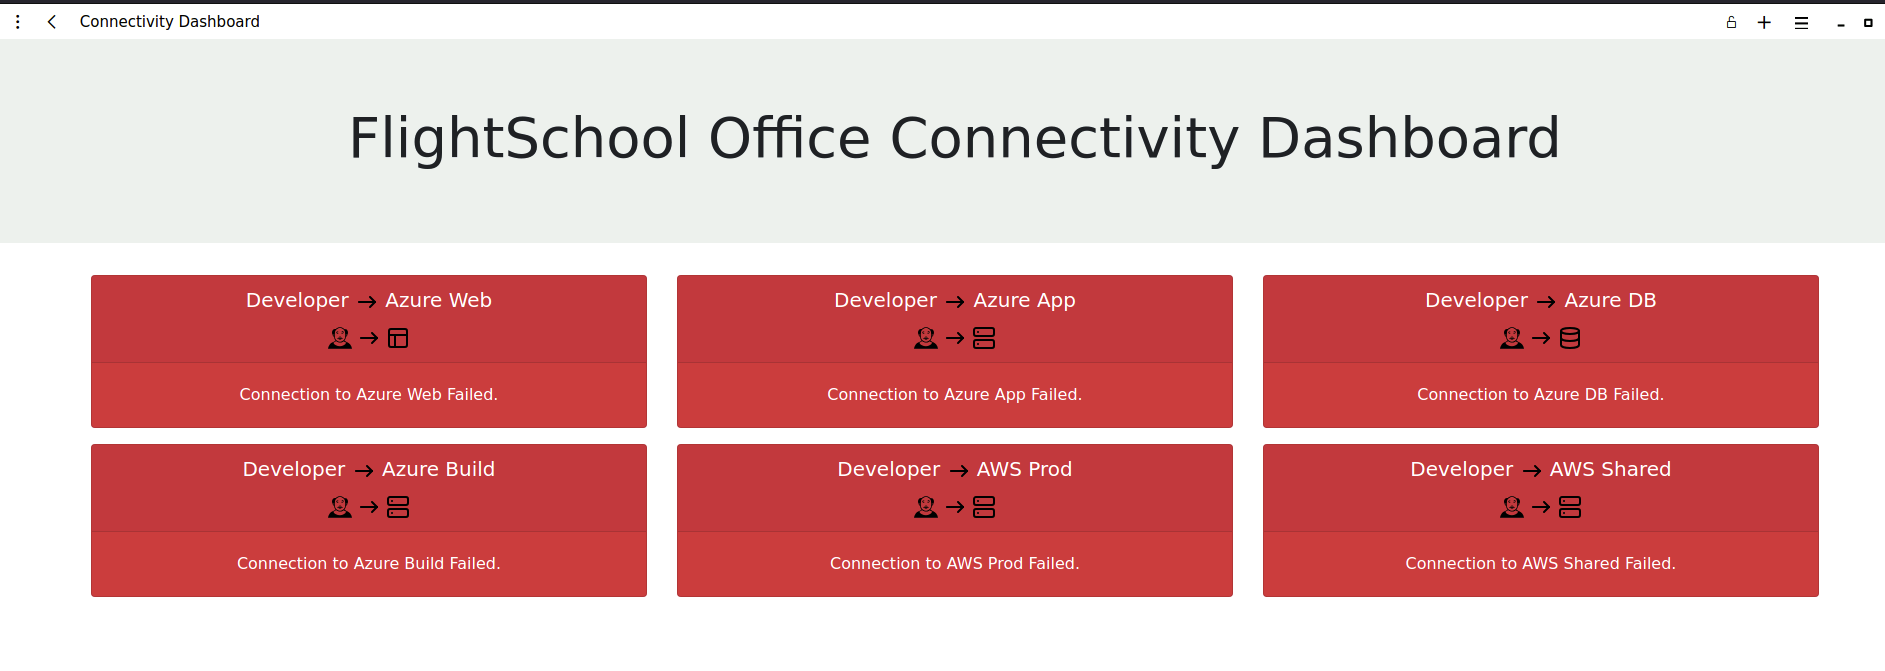 Connectivity Dashboard
FlightSchool Office Connectivity Dashboard
Developer → Azure Web
Connection to Azure Web Failed.
Developer → Azure App
Connection to Azure App Failed.
Developer → Azure DB
Connection to Azure DB Failed.
Developer → Azure Build
Connection to Azure Build Failed.
Developer → AWS Prod
Connection to AWS Prod Failed.
Developer → AWS Shared
Connection to AWS Shared Failed.